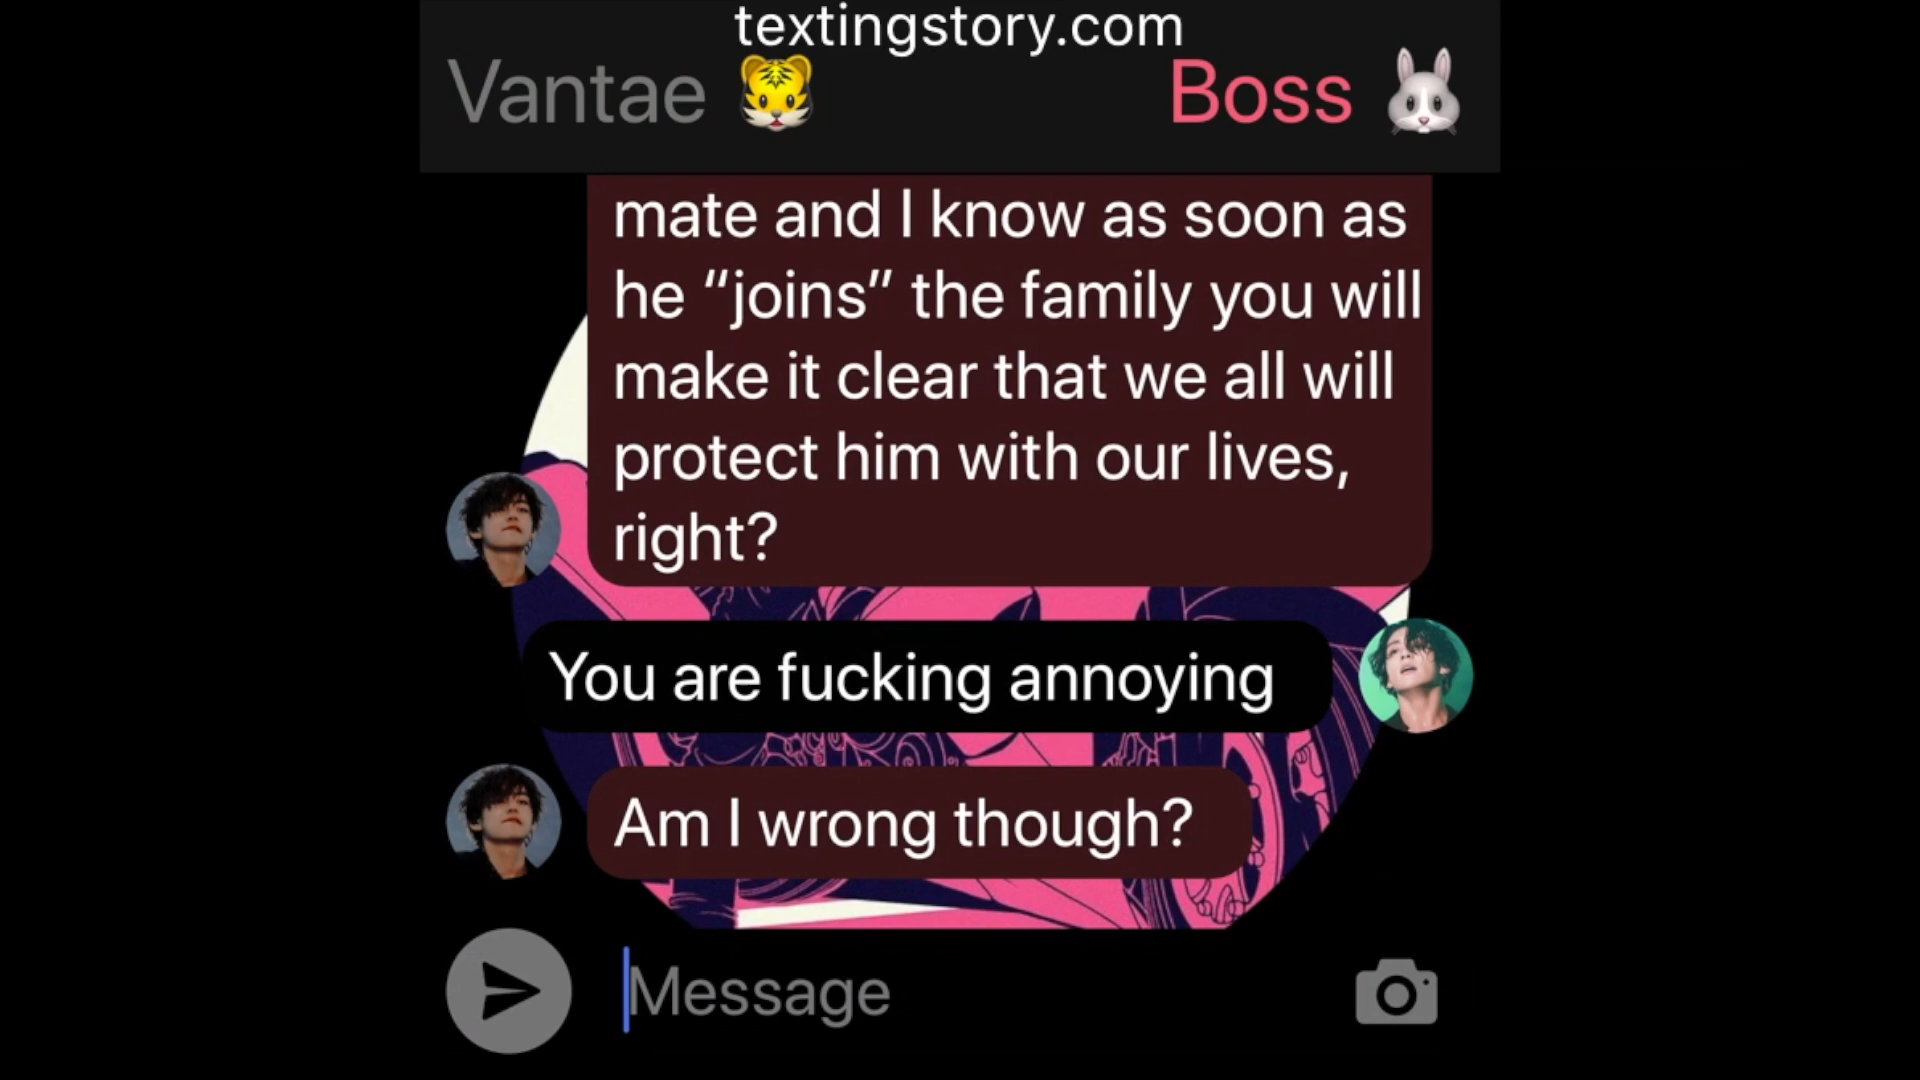 textingstory.com
Vantae 🐯 Boss 🐰
mate and I know as soon as
he “joins” the family you will
make it clear that we all will
protect him with our lives,
right?
You are fucking annoying
Am I wrong though?
Message